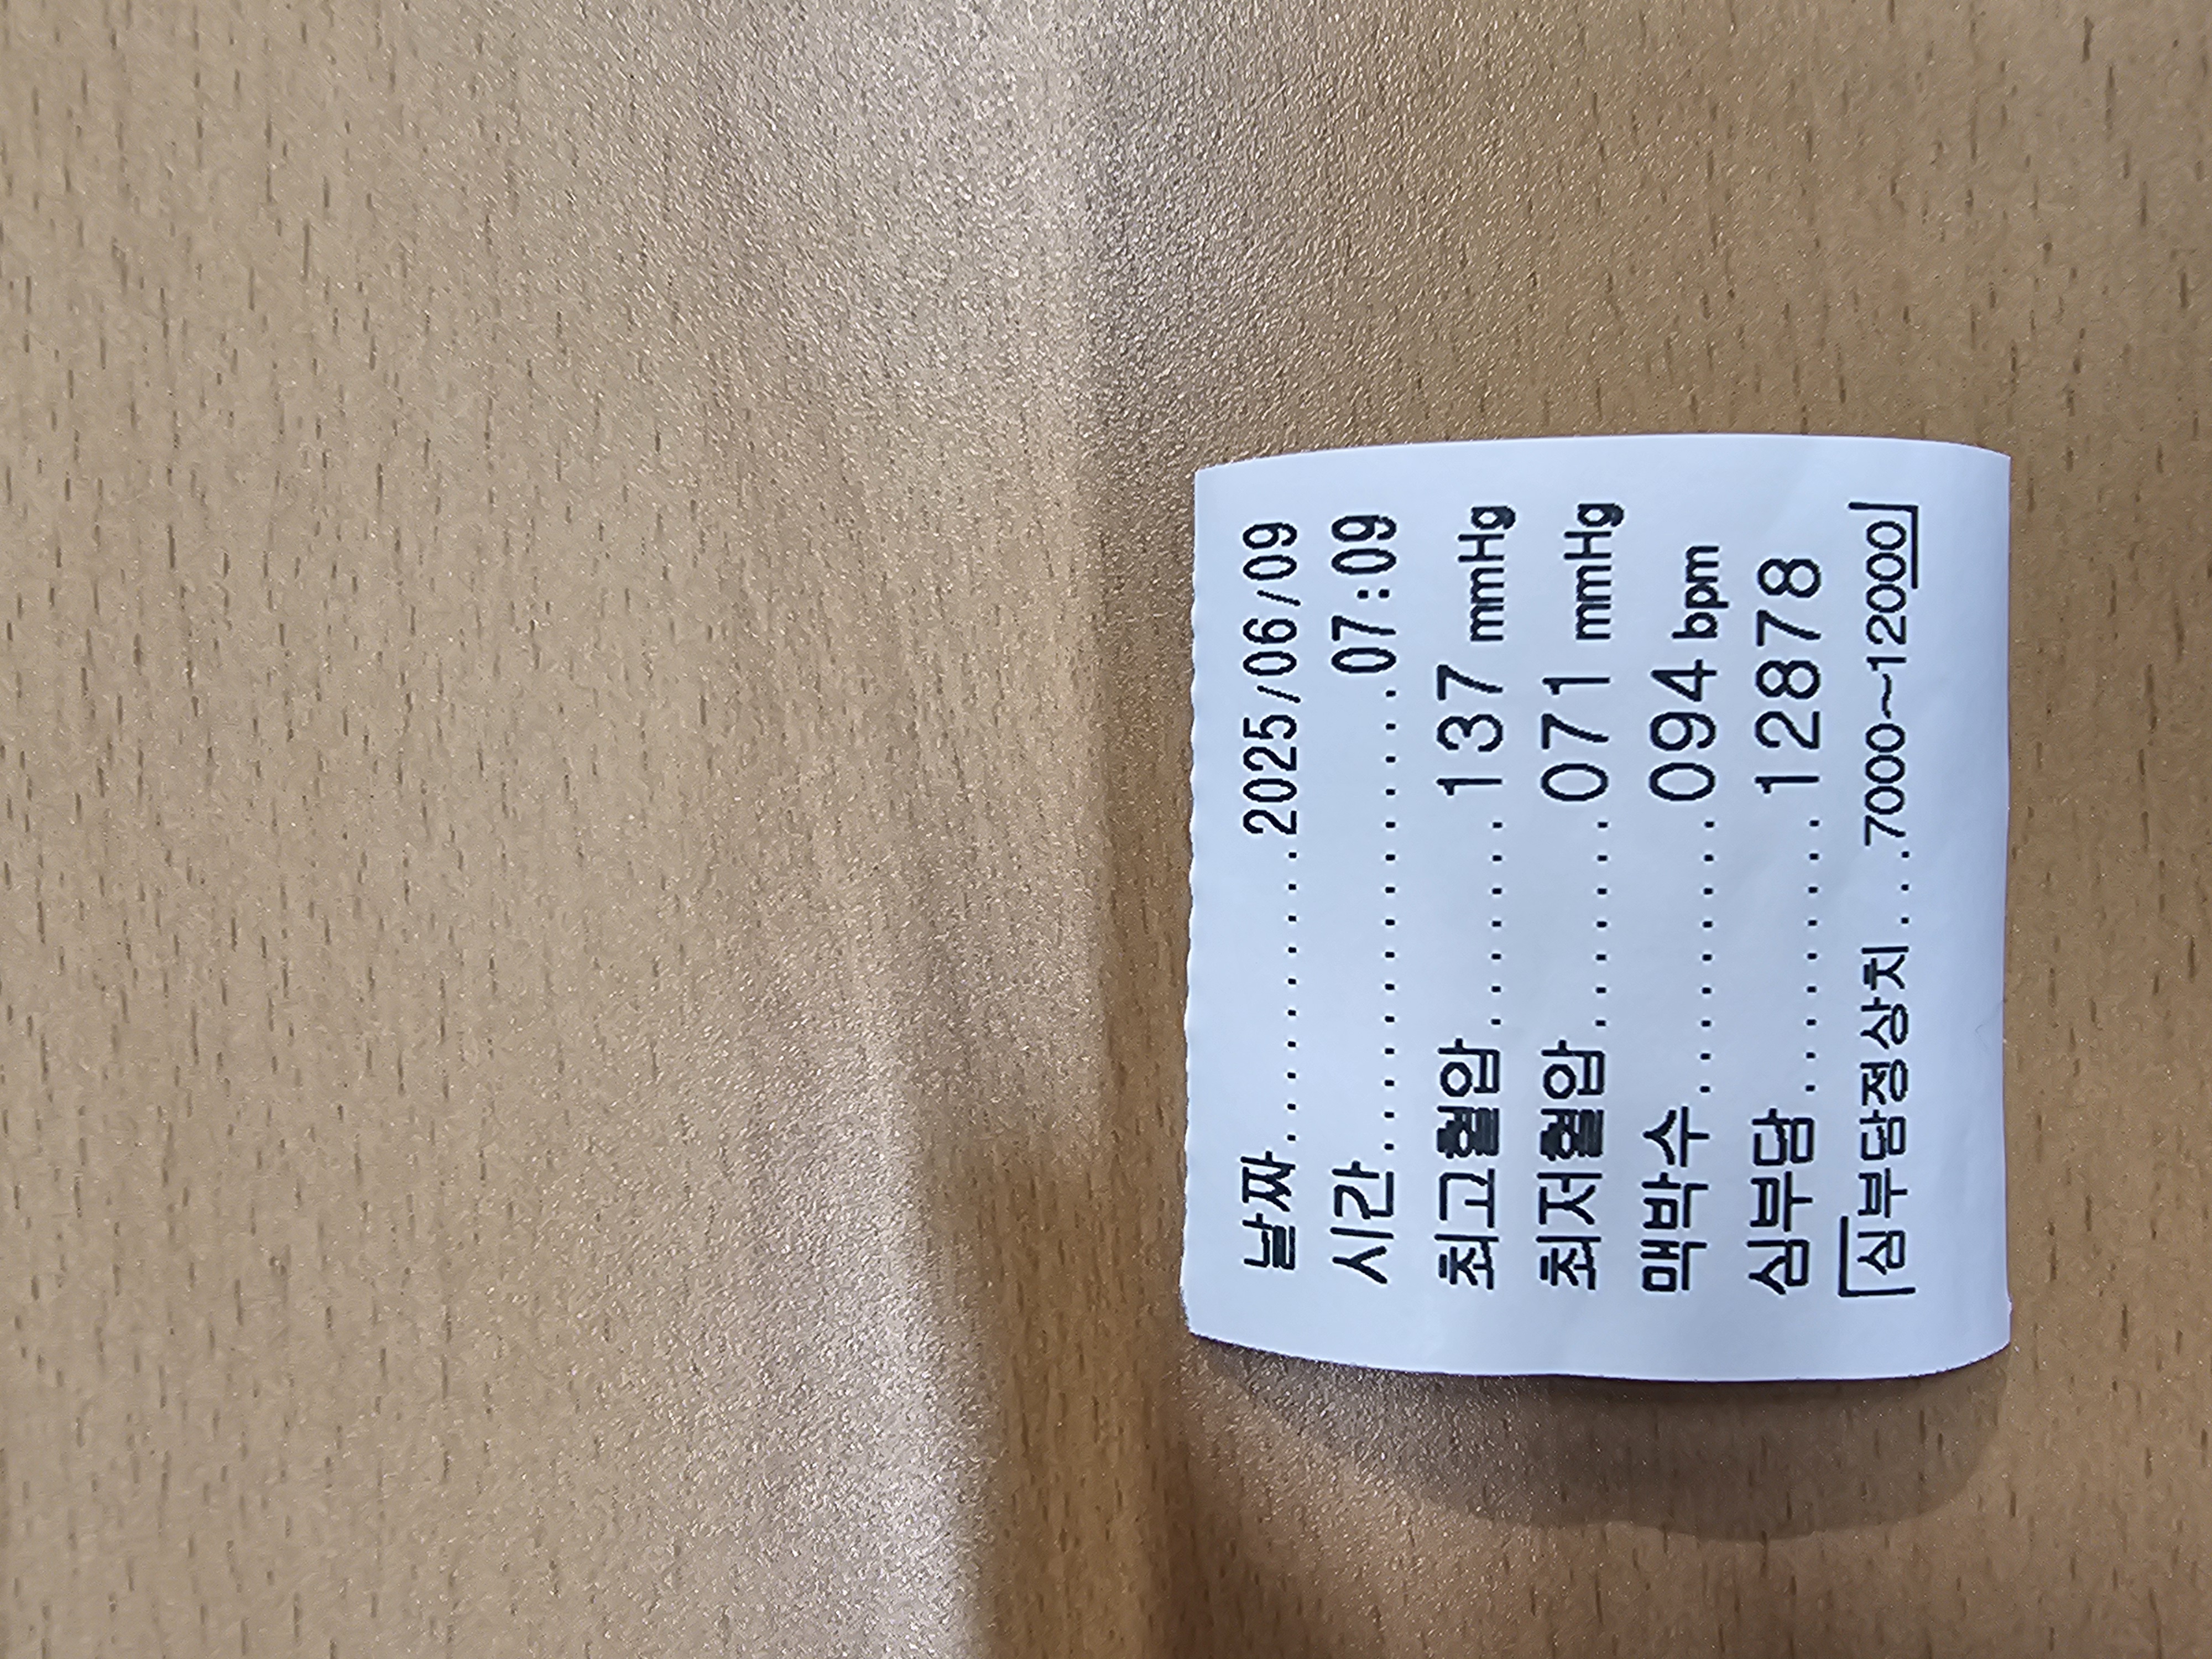 날짜...............2025/06/09
시간................07:09
최고혈압........137 mmHg
최저혈압........071 mmHg
맥박수..........094 bpm
심부담..........12878
「심부담정상치...7000~12000」